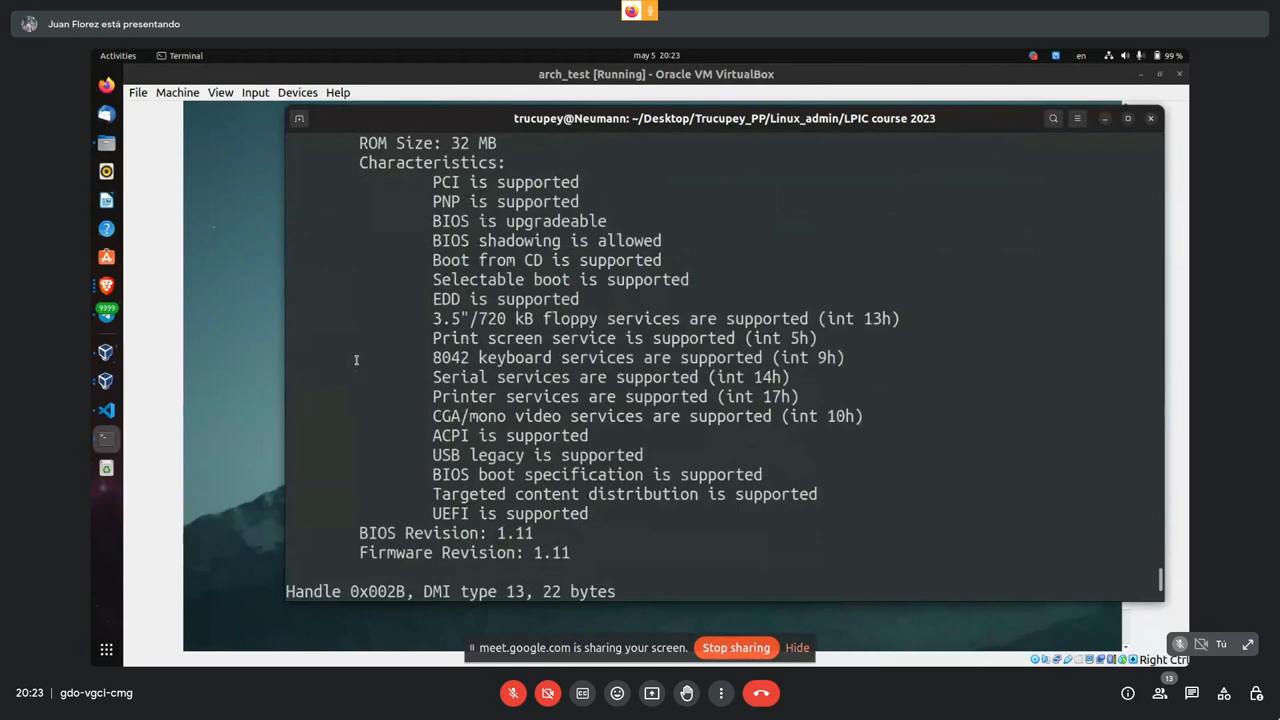 Juan Florez está presentando
Activities
Terminal
may 5 20:23
en
99 %
arch_test [Running] - Oracle VM VirtualBox
File Machine View Input Devices Help
trucupey@Neumann: ~/Desktop/Trucupey_PP/Linux_admin/LPIC course 2023
ROM Size: 32 MB
Characteristics:
PCI is supported
PNP is supported
BIOS is upgradeable
BIOS shadowing is allowed
Boot from CD is supported
Selectable boot is supported
EDD is supported
3.5"/720 kB floppy services are supported (int 13h)
Print screen service is supported (int 5h)
8042 keyboard services are supported (int 9h)
Serial services are supported (int 14h)
Printer services are supported (int 17h)
CGA/mono video services are supported (int 10h)
ACPI is supported
USB legacy is supported
BIOS boot specification is supported
Targeted content distribution is supported
UEFI is supported
BIOS Revision: 1.11
Firmware Revision: 1.11
Handle 0x002B, DMI type 13, 22 bytes
9999
meet.google.com is sharing your screen.
Stop sharing
Hide
Tú
Right Ctrl
20:23
gdo-vgci-cmg
13